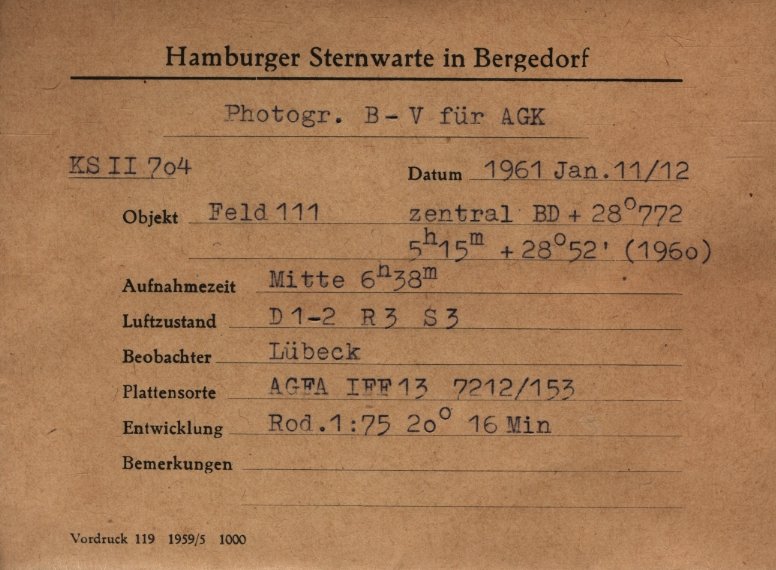 Hamburger Sternwarte in Bergedorf
Photogr. B-V für AGK
KS II 704
Datum 1961 Jan.11/12
Objekt Feld 111 zentral BD + 28° 772
5ʰ15ᵐ + 28°52' (1960)
Aufnahmezeit Mitte 6ʰ38ᵐ
Luftzustand D 1-2 R 3 S 3
Beobachter Lübeck
Plattensorte AGFA IFF 13 7212/153
Entwicklung Rod.1:75 20° 16 Min
Bemerkungen
Vordruck 119 1959/5 1000